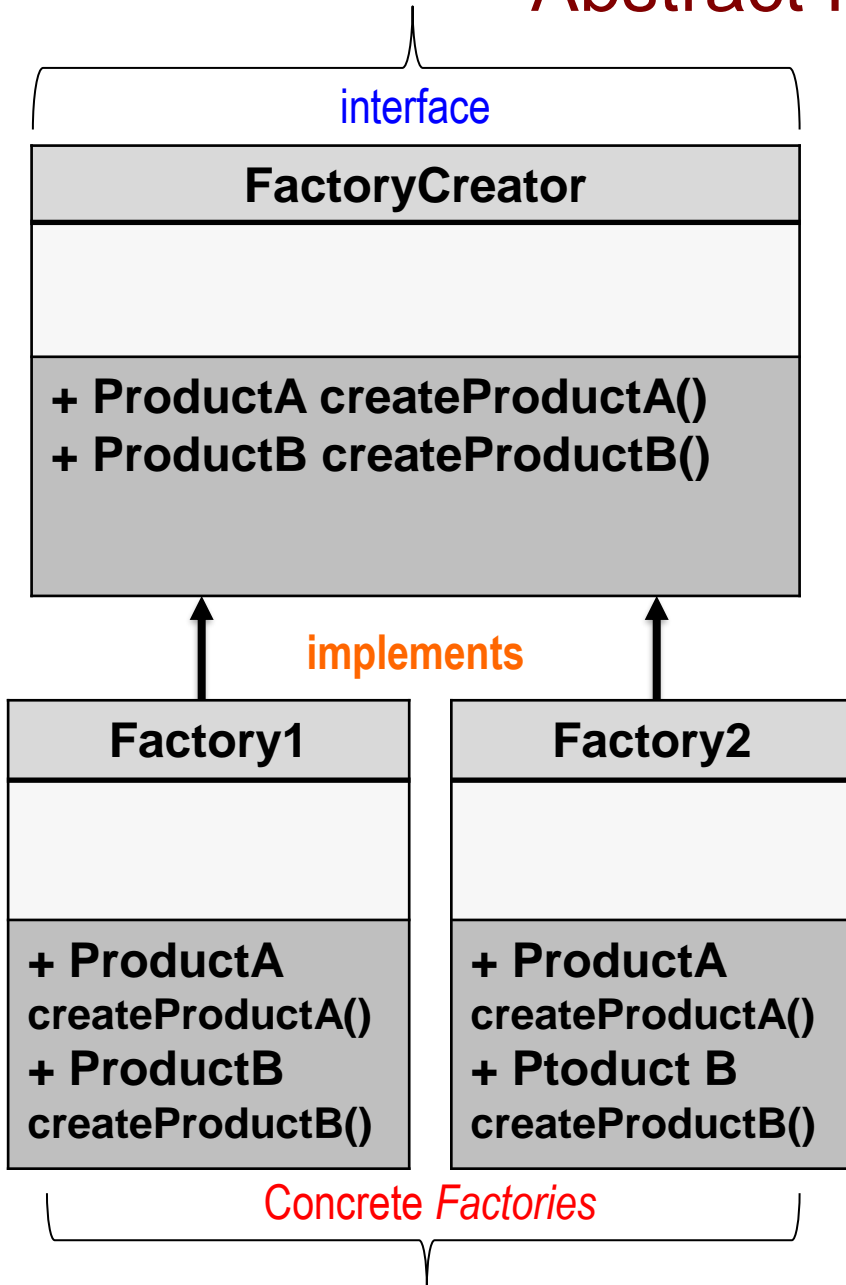 Abstract
interface
FactoryCreator
+ ProductA createProductA()
+ ProductB createProductB()
implements
Factory1
Factory2
+ ProductA
createProductA()
+ ProductB
createProductB()
+ ProductA
createProductA()
+ Ptoduct B
createProductB()
Concrete Factories